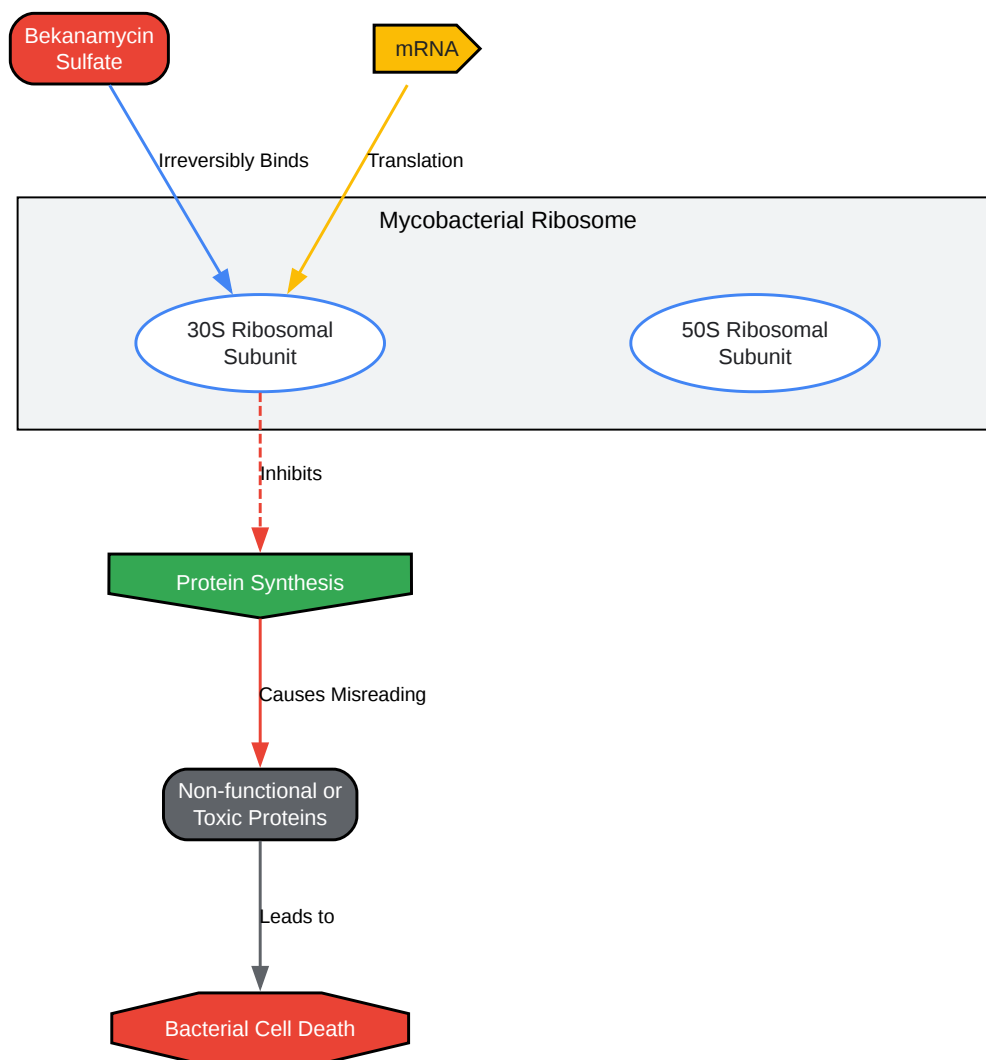 Bekanamycin
Sulfate
mRNA
Irreversibly Binds
Translation
Mycobacterial Ribosome
30S Ribosomal
Subunit
50S Ribosomal
Subunit
Inhibits
Protein Synthesis
Causes Misreading
Non-functional or
Toxic Proteins
Leads to
Bacterial Cell Death